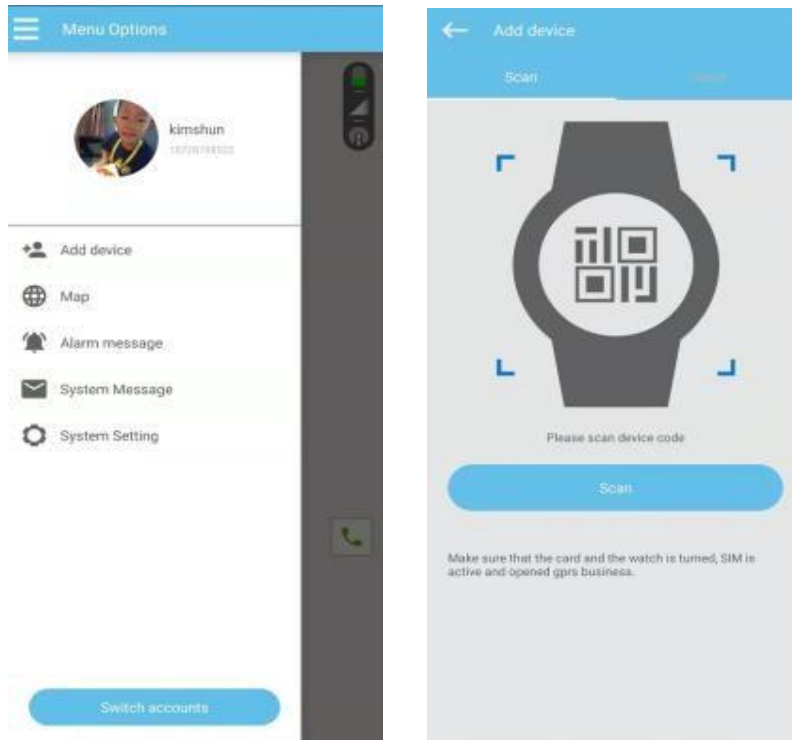 Menu Options
kimshun
Add device
Map
Alarm message
System Message
System Setting
Switch accounts
Add device
Scan
Please scan device code
Scan
Make sure that the card and the watch is turned, SIM is
active and opened gprs business.